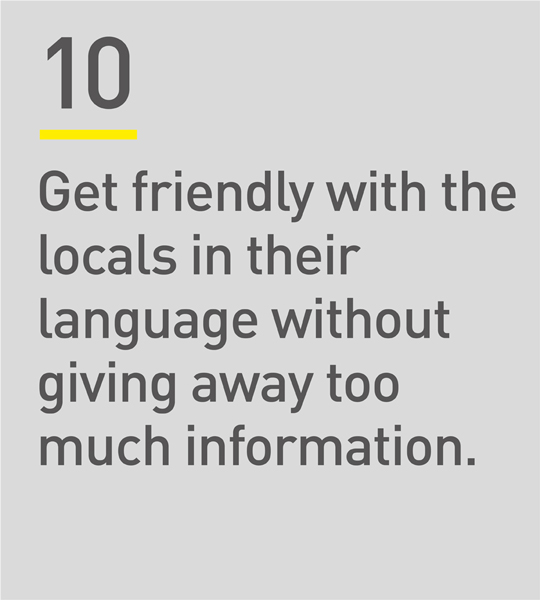 10
Get friendly with the
locals in their
language without
giving away too
much information.